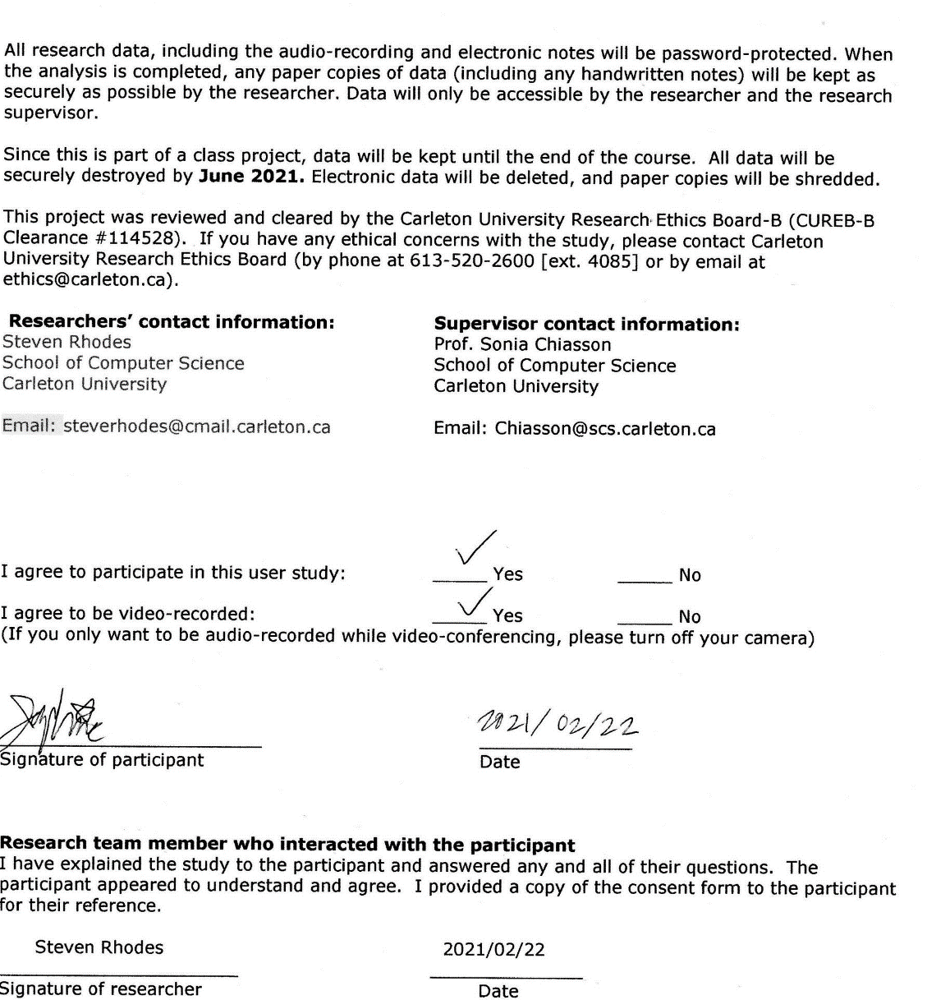 All research data, including the audio-recording and electronic notes will be password-protected. When
the analysis is completed, any paper copies of data (including any handwritten notes) will be kept as
securely as possible by the researcher. Data will only be accessible by the researcher and the research
supervisor.
Since this is part of a class project, data will be kept until the end of the course. All data will be
securely destroyed by June 2021. Electronic data will be deleted, and paper copies will be shredded.
This project was reviewed and cleared by the Carleton University Research Ethics Board-B (CUREB-B
Clearance #114528). If you have any ethical concerns with the study, please contact Carleton
University Research Ethics Board (by phone at 613-520-2600 [ext. 4085] or by email at
ethics@carleton.ca).
Researchers' contact information:
Steven Rhodes
School of Computer Science
Carleton University
Email: steverhodes@cmail.carleton.ca
Supervisor contact information:
Prof. Sonia Chiasson
School of Computer Science
Carleton University
Email: Chiasson@scs.carleton.ca
I agree to participate in this user study: ✓ Yes No
I agree to be video-recorded: ✓ Yes No
(If you only want to be audio-recorded while video-conferencing, please turn off your camera)
2021/02/22
Signature of participant Date
Research team member who interacted with the participant
I have explained the study to the participant and answered any and all of their questions. The
participant appeared to understand and agree. I provided a copy of the consent form to the participant
for their reference.
Steven Rhodes 2021/02/22
Signature of researcher Date